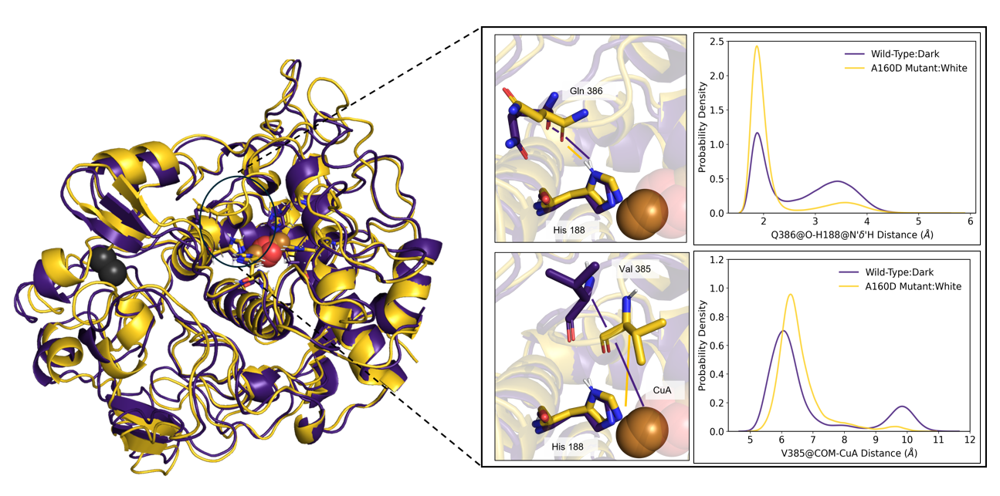 Gln 386
His 188
2.5
2.0
1.5
1.0
0.5
0.0
Probability Density
Wild-Type:Dark
A160D Mutant:White
2 3 4 5 6
Q386@O-H188@N'δ'H Distance (Å)
Val 385
CuA
His 188
1.2
1.0
0.8
0.6
0.4
0.2
0.0
Probability Density
Wild-Type:Dark
A160D Mutant:White
5 6 7 8 9 10 11 12
V385@COM-CuA Distance (Å)